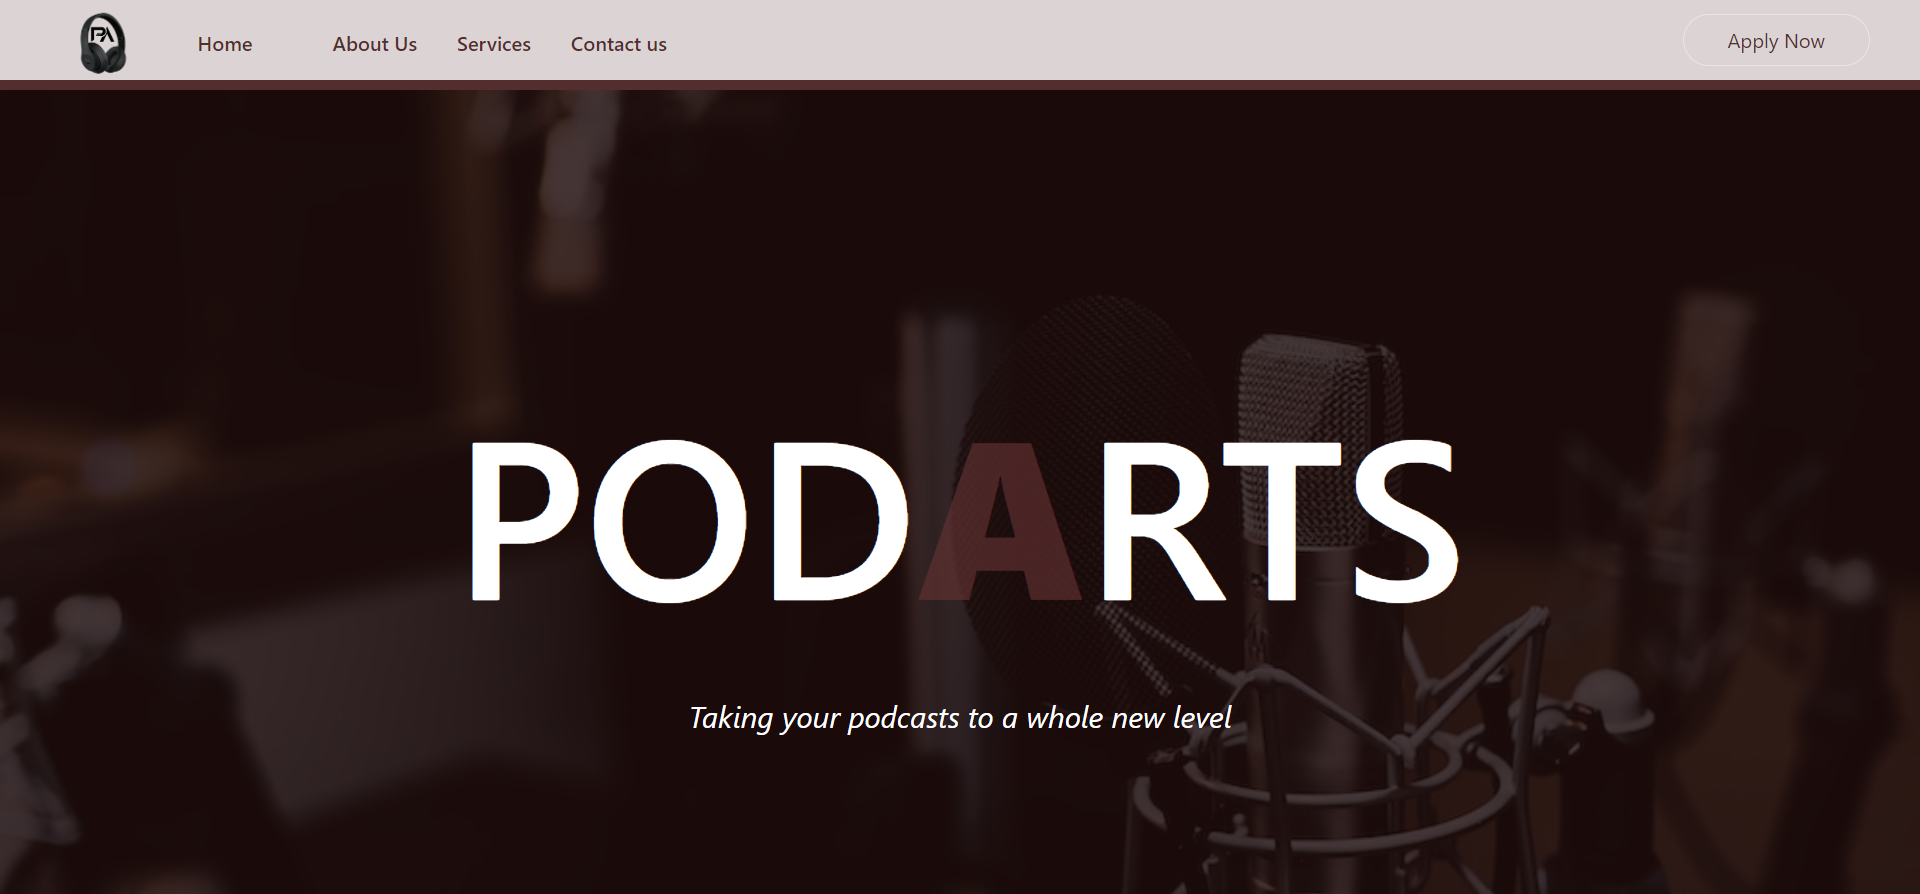 PA
Home About Us Services Contact us Apply Now
PODARTS
Taking your podcasts to a whole new level